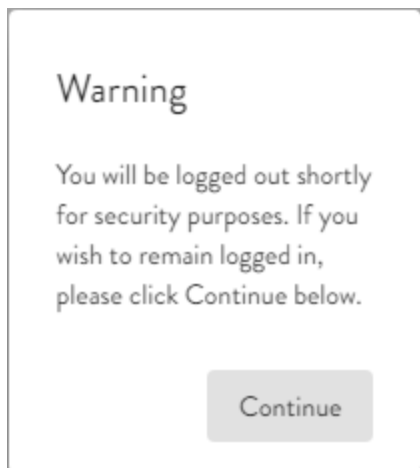 Warning
You will be logged out shortly
for security purposes. If you
wish to remain logged in,
please click Continue below.
Continue